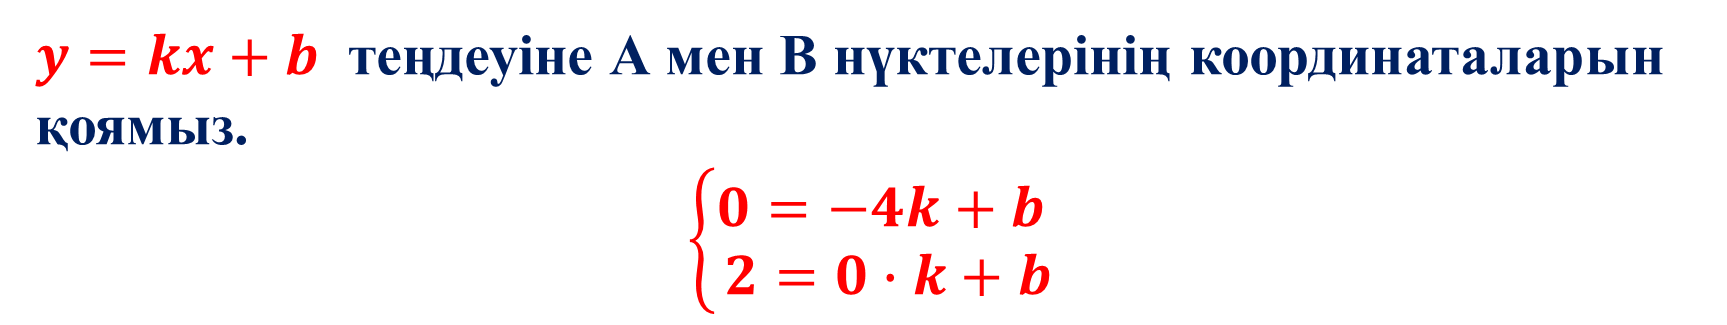 y = kx + b теңдеуіне А мен В нүктелерінің координаталарын
қоямыз.
0 = −4k + b
2 = 0 · k + b